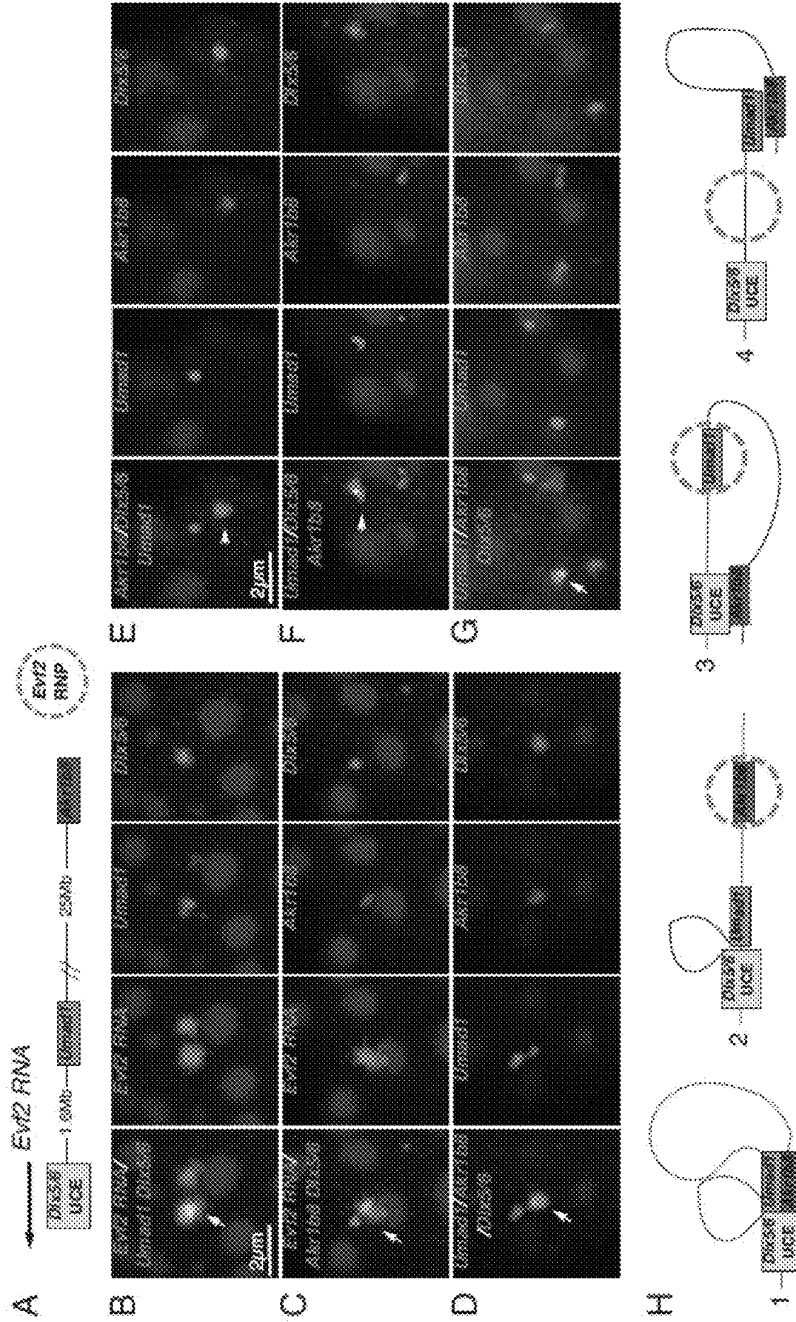 A
Evf2 RNA
Dlx5/6
UCE
1.6Mb
Umad1
25Mb
Evf2
RNP
B
Evf2 RNA/
Umad1 Dlx5/6
Evf2 RNA
Umad1
Dlx5/6
2μm
C
Evf2 RNA/
Akr1b8 Dlx5/6
Evf2 RNA
Akr1b8
Dlx5/6
D
Umad1/Akr1b8
/Dlx5/6
Umad1
Akr1b8
Dlx5/6
E
Akr1b8/Dlx5/6
Umad1
Umad1
Akr1b8
Dlx5/6
2μm
F
Umad1/Dlx5/6
Akr1b8
Umad1
Akr1b8
Dlx5/6
G
Umad1/Akr1b8
Dlx5/6
Umad1
Akr1b8
Dlx5/6
H
1
Dlx5/6
UCE
2
Dlx5/6
UCE
Umad1
3
Dlx5/6
UCE
Umad1
4
Dlx5/6
UCE
Umad1